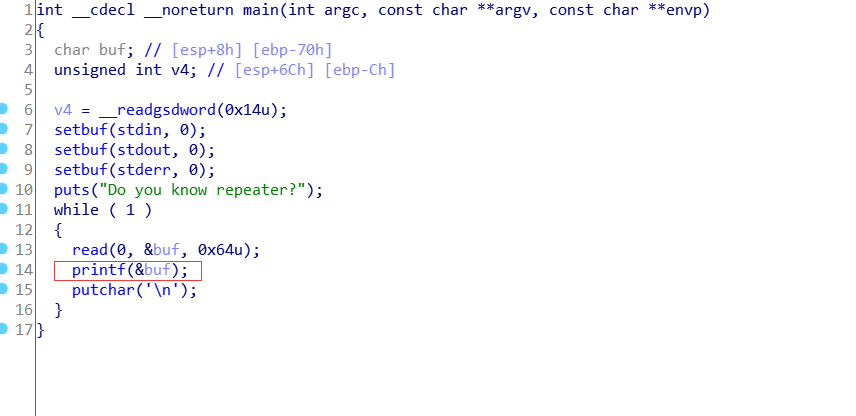 1 int __cdecl __noreturn main(int argc, const char **argv, const char **envp)
2 {
3 char buf; // [esp+8h] [ebp-70h]
4 unsigned int v4; // [esp+6Ch] [ebp-Ch]
5
6 v4 = __readgsdword(0x14u);
7 setbuf(stdin, 0);
8 setbuf(stdout, 0);
9 setbuf(stderr, 0);
10 puts("Do you know repeater?");
11 while ( 1 )
12 {
13 read(0, &buf, 0x64u);
14 printf(&buf);
15 putchar('\n');
16 }
17 }